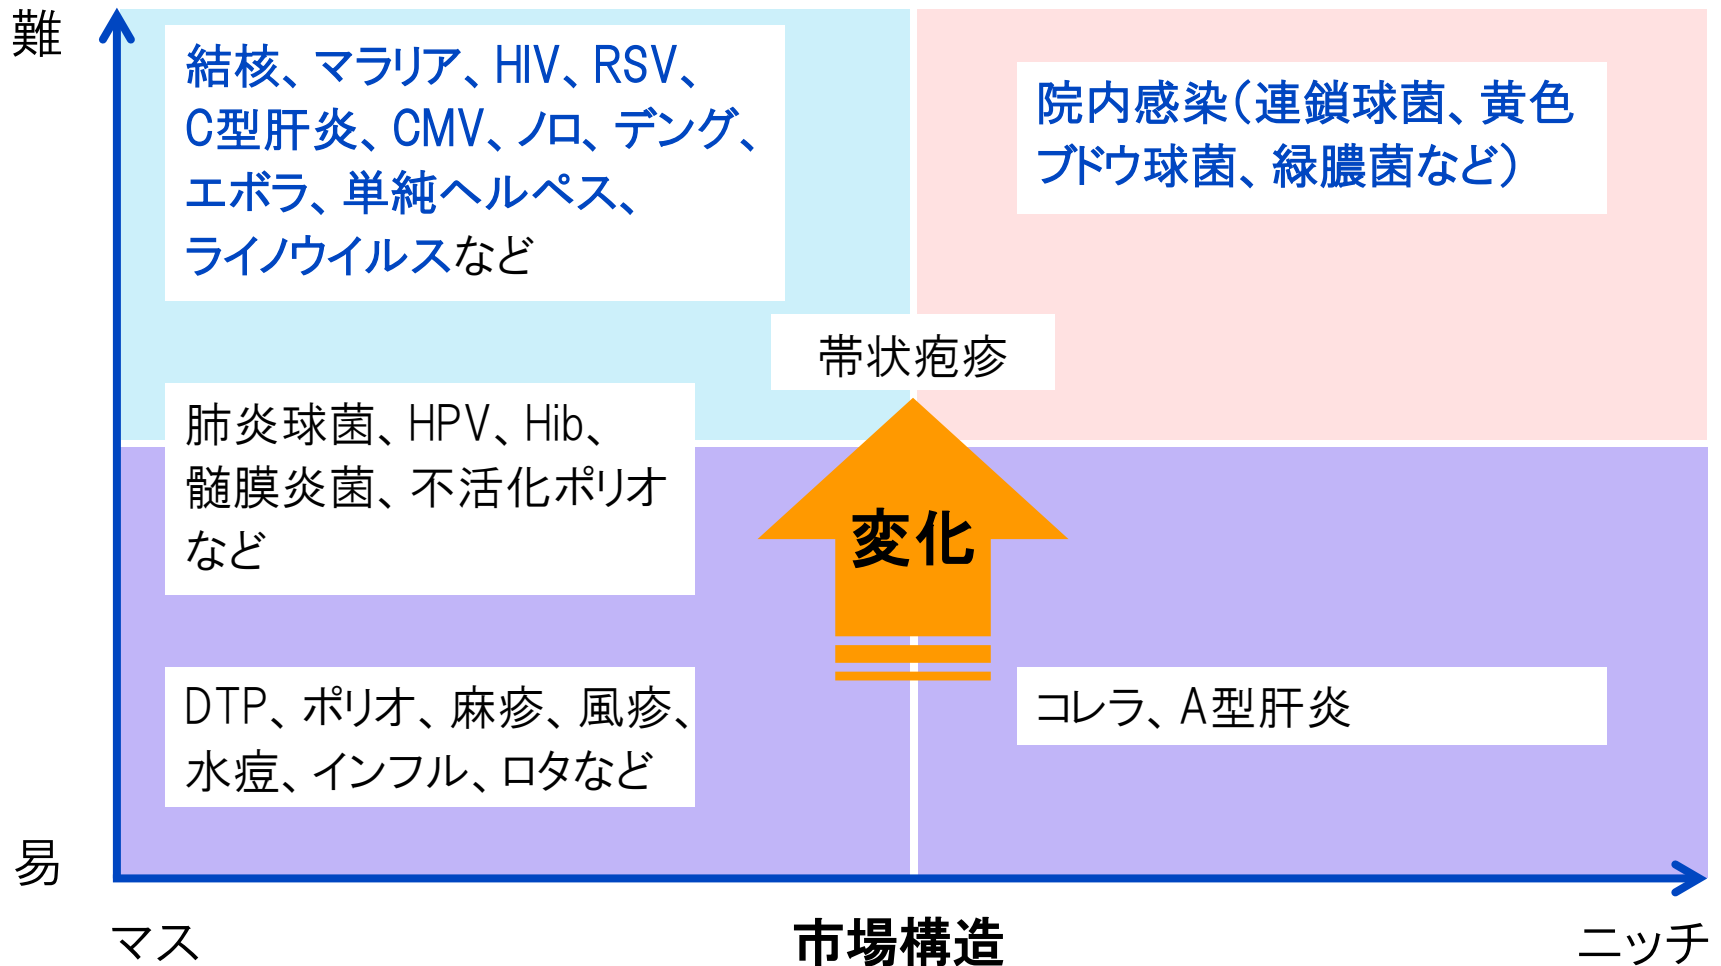 難
結核、マラリア、HIV、RSV、
C型肝炎、CMV、ノロ、デング、
エボラ、単純ヘルペス、
ライノウイルスなど
院内感染（連鎖球菌、黄色
ブドウ球菌、緑膿菌など）
帯状疱疹
肺炎球菌、HPV、Hib、
髄膜炎菌、不活化ポリオ
など
変化
DTP、ポリオ、麻疹、風疹、
水痘、インフル、ロタなど
コレラ、A型肝炎
易
マス
市場構造
ニッチ